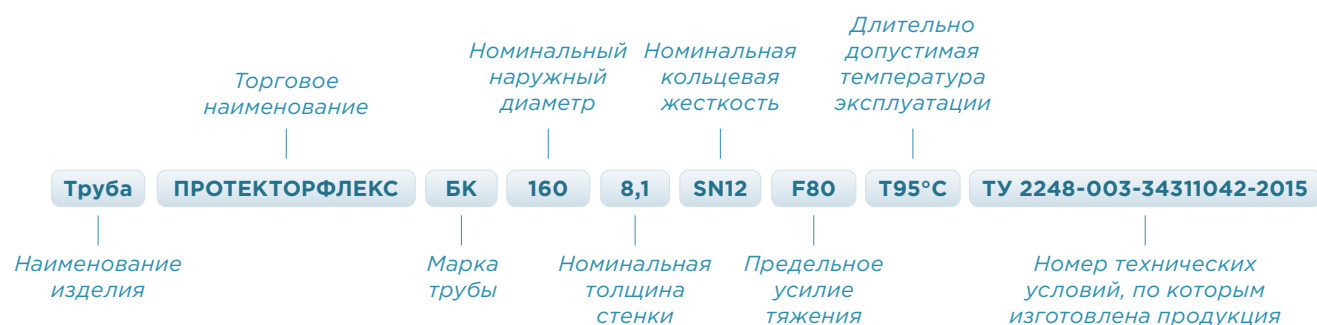 Торговое
наименование
Номинальный
наружный
диаметр
Номинальная
кольцевая
жесткость
Длительно
допустимая
температура
эксплуатации
Труба ПРОТЕКТОРФЛЕКС БК 160 8,1 SN12 F80 T95°C ТУ 2248-003-34311042-2015
Наименование
изделия
Марка
трубы
Номинальная
толщина
стенки
Предельное
усилие
тяжения
Номер технических
условий, по которым
изготовлена продукция